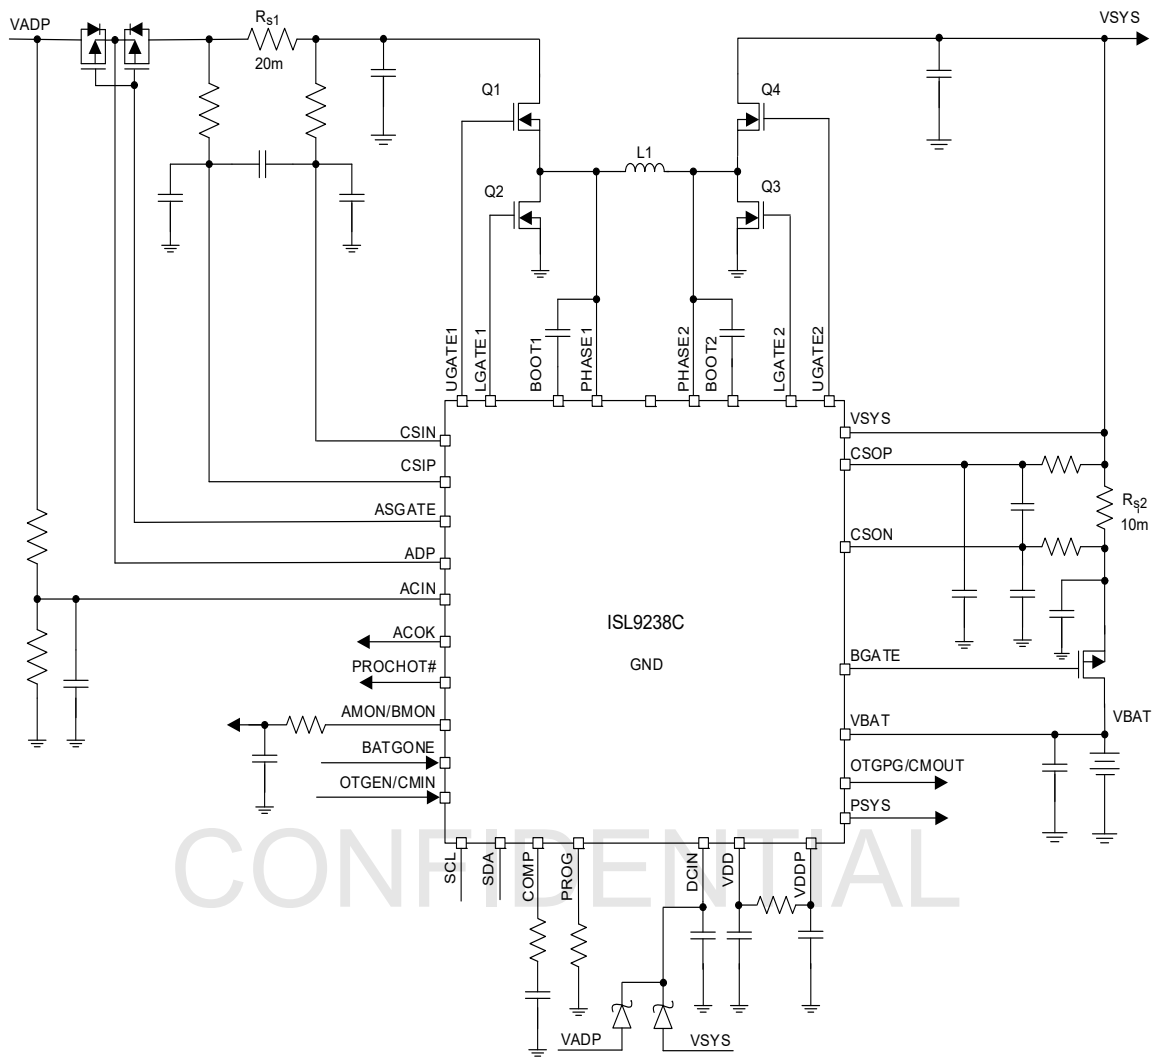 VADP
Rs1
20m
VSYS
Q1
Q4
L1
Q2
Q3
UGATE1
LGATE1
BOOT1
PHASE1
PHASE2
BOOT2
LGATE2
UGATE2
CSIN
CSIP
ASGATE
ADP
ACIN
ACOK
PROCHOT#
AMON/BMON
BATGONE
OTGEN/CMIN
ISL9238C
GND
VSYS
CSOP
Rs2
10m
CSON
BGATE
VBAT
VBAT
OTGPG/CMOUT
PSYS
CONFIDENTIAL
SCL
SDA
COMP
PROG
DCIN
VDD
VDDP
VADP
VSYS